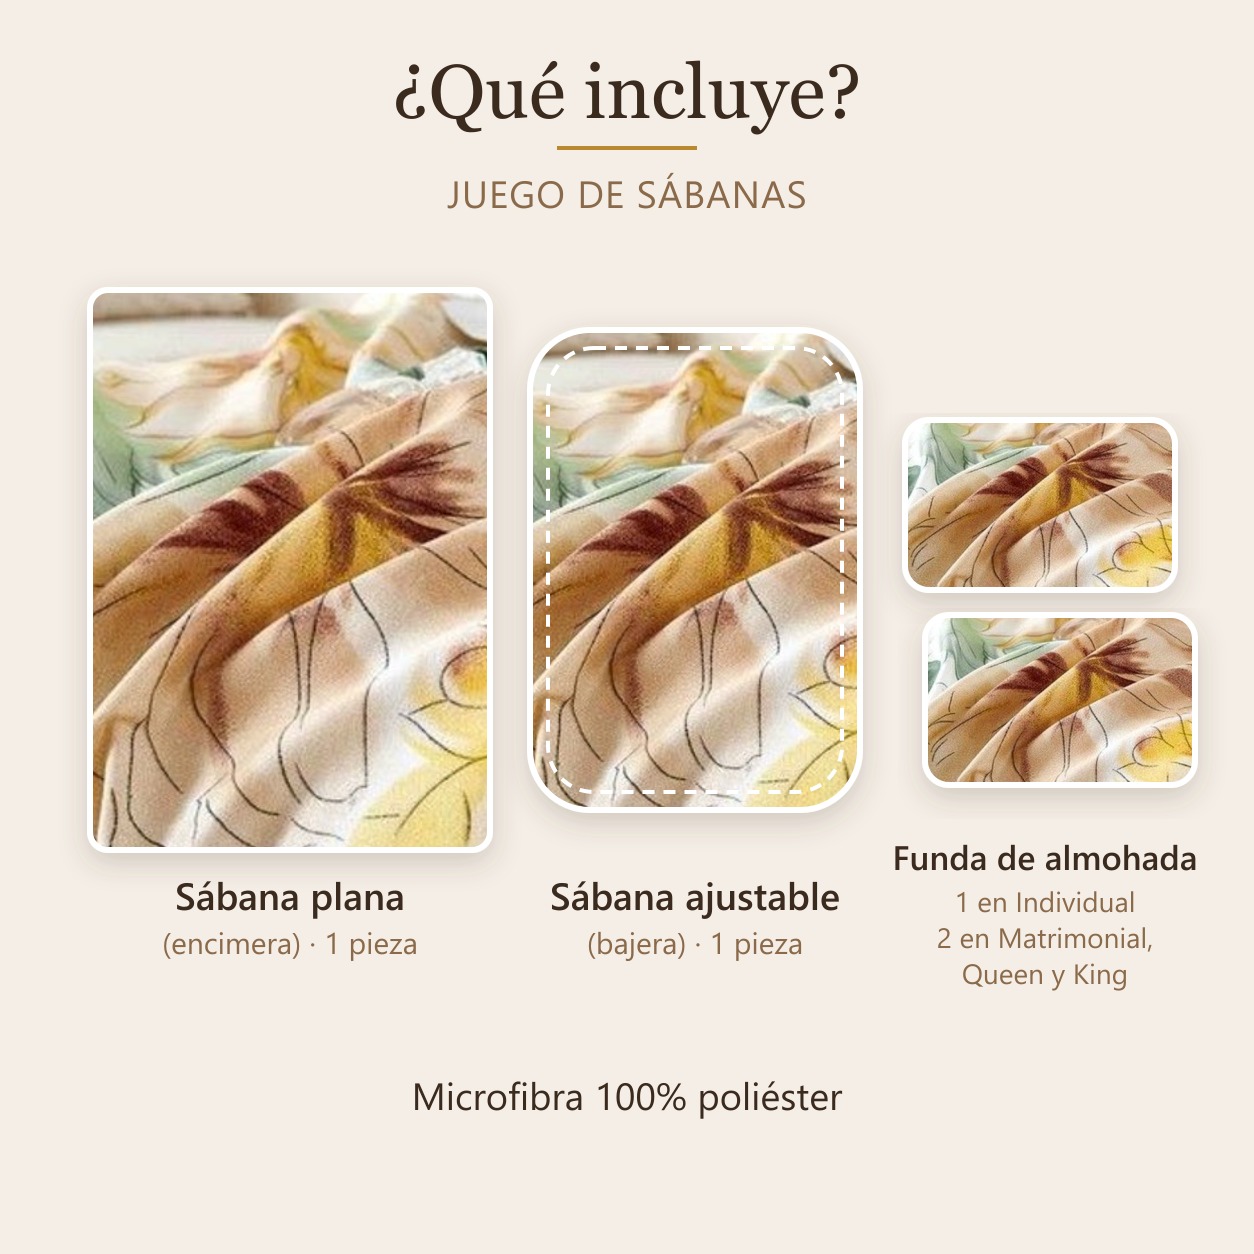 ¿Qué incluye?
JUEGO DE SÁBANAS
Sábana plana
(encimera) · 1 pieza
Sábana ajustable
(bajera) · 1 pieza
Funda de almohada
1 en Individual
2 en Matrimonial,
Queen y King
Microfibra 100% poliéster